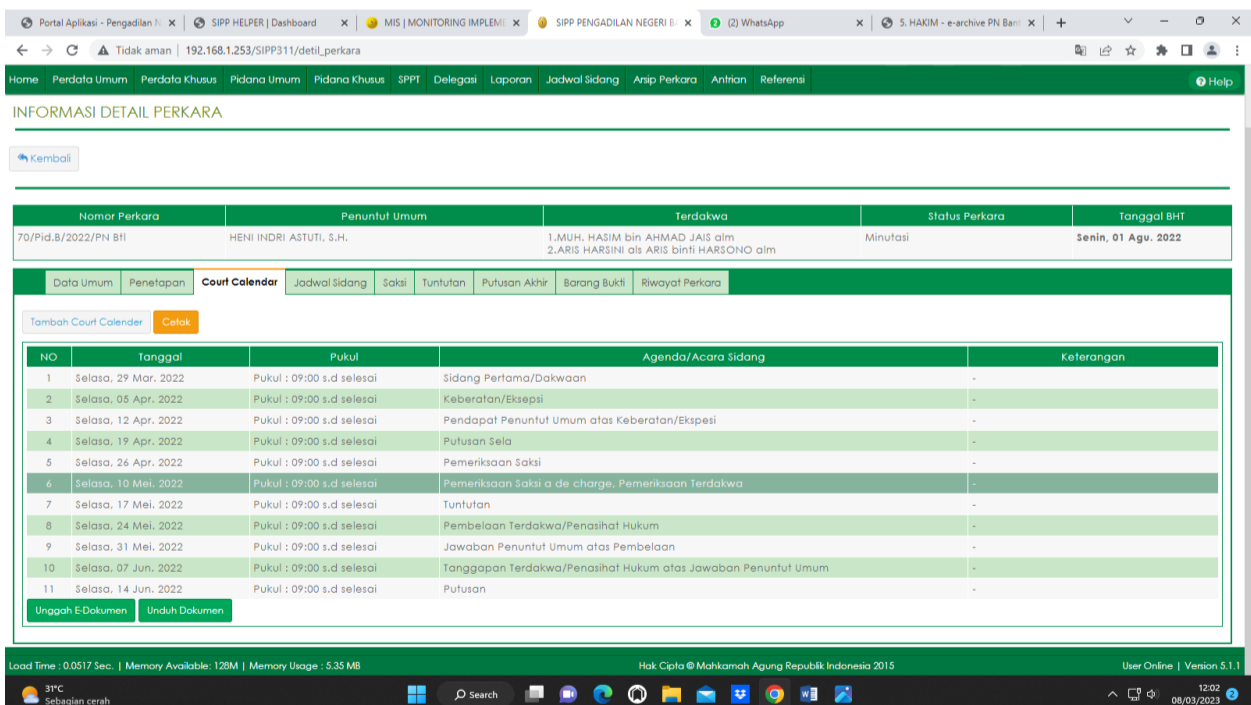 Portal Aplikasi - Pengadilan N SIPP HELPER | Dashboard MIS | MONITORING IMPLEME SIPP PENGADILAN NEGERI BA (2) WhatsApp 5. HAKIM - e-archive PN Bant
Tidak aman | 192.168.1.253/SIPP311/detil_perkara
Home Perdata Umum Perdata Khusus Pidana Umum Pidana Khusus SPPT Delegasi Laporan Jadwal Sidang Arsip Perkara Antrian Referensi Help
INFORMASI DETAIL PERKARA
Kembali
Nomor Perkara Penuntut Umum Terdakwa Status Perkara Tanggal BHT
70/Pid.B/2022/PN Btl HENI INDRI ASTUTI, S.H. 1.MUH. HASIM bin AHMAD JAIS alm Minutasi Senin, 01 Agu. 2022
2.ARIS HARSINI als ARIS binti HARSONO alm
Data Umum Penetapan Court Calendar Jadwal Sidang Saksi Tuntutan Putusan Akhir Barang Bukti Riwayat Perkara
Tambah Court Calender Cetak
NO Tanggal Pukul Agenda/Acara Sidang Keterangan
1 Selasa, 29 Mar. 2022 Pukul : 09:00 s.d selesai Sidang Pertama/Dakwaan -
2 Selasa, 05 Apr. 2022 Pukul : 09:00 s.d selesai Keberatan/Eksepsi -
3 Selasa, 12 Apr. 2022 Pukul : 09:00 s.d selesai Pendapat Penuntut Umum atas Keberatan/Ekspesi -
4 Selasa, 19 Apr. 2022 Pukul : 09:00 s.d selesai Putusan Sela -
5 Selasa, 26 Apr. 2022 Pukul : 09:00 s.d selesai Pemeriksaan Saksi -
6 Selasa, 10 Mei. 2022 Pukul : 09:00 s.d selesai Pemeriksaan Saksi a de charge, Pemeriksaan Terdakwa -
7 Selasa, 17 Mei. 2022 Pukul : 09:00 s.d selesai Tuntutan -
8 Selasa, 24 Mei. 2022 Pukul : 09:00 s.d selesai Pembelaan Terdakwa/Penasihat Hukum -
9 Selasa, 31 Mei. 2022 Pukul : 09:00 s.d selesai Jawaban Penuntut Umum atas Pembelaan -
10 Selasa, 07 Jun. 2022 Pukul : 09:00 s.d selesai Tanggapan Terdakwa/Penasihat Hukum atas Jawaban Penuntut Umum -
11 Selasa, 14 Jun. 2022 Pukul : 09:00 s.d selesai Putusan -
Unggah E-Dokumen Unduh Dokumen
Load Time : 0.0517 Sec. | Memory Available: 128M | Memory Usage : 5.35 MB Hak Cipta © Mahkamah Agung Republik Indonesia 2015 User Online | Version 5.1.1
31°C Search 12:02
Sebagian cerah 08/03/2023 2